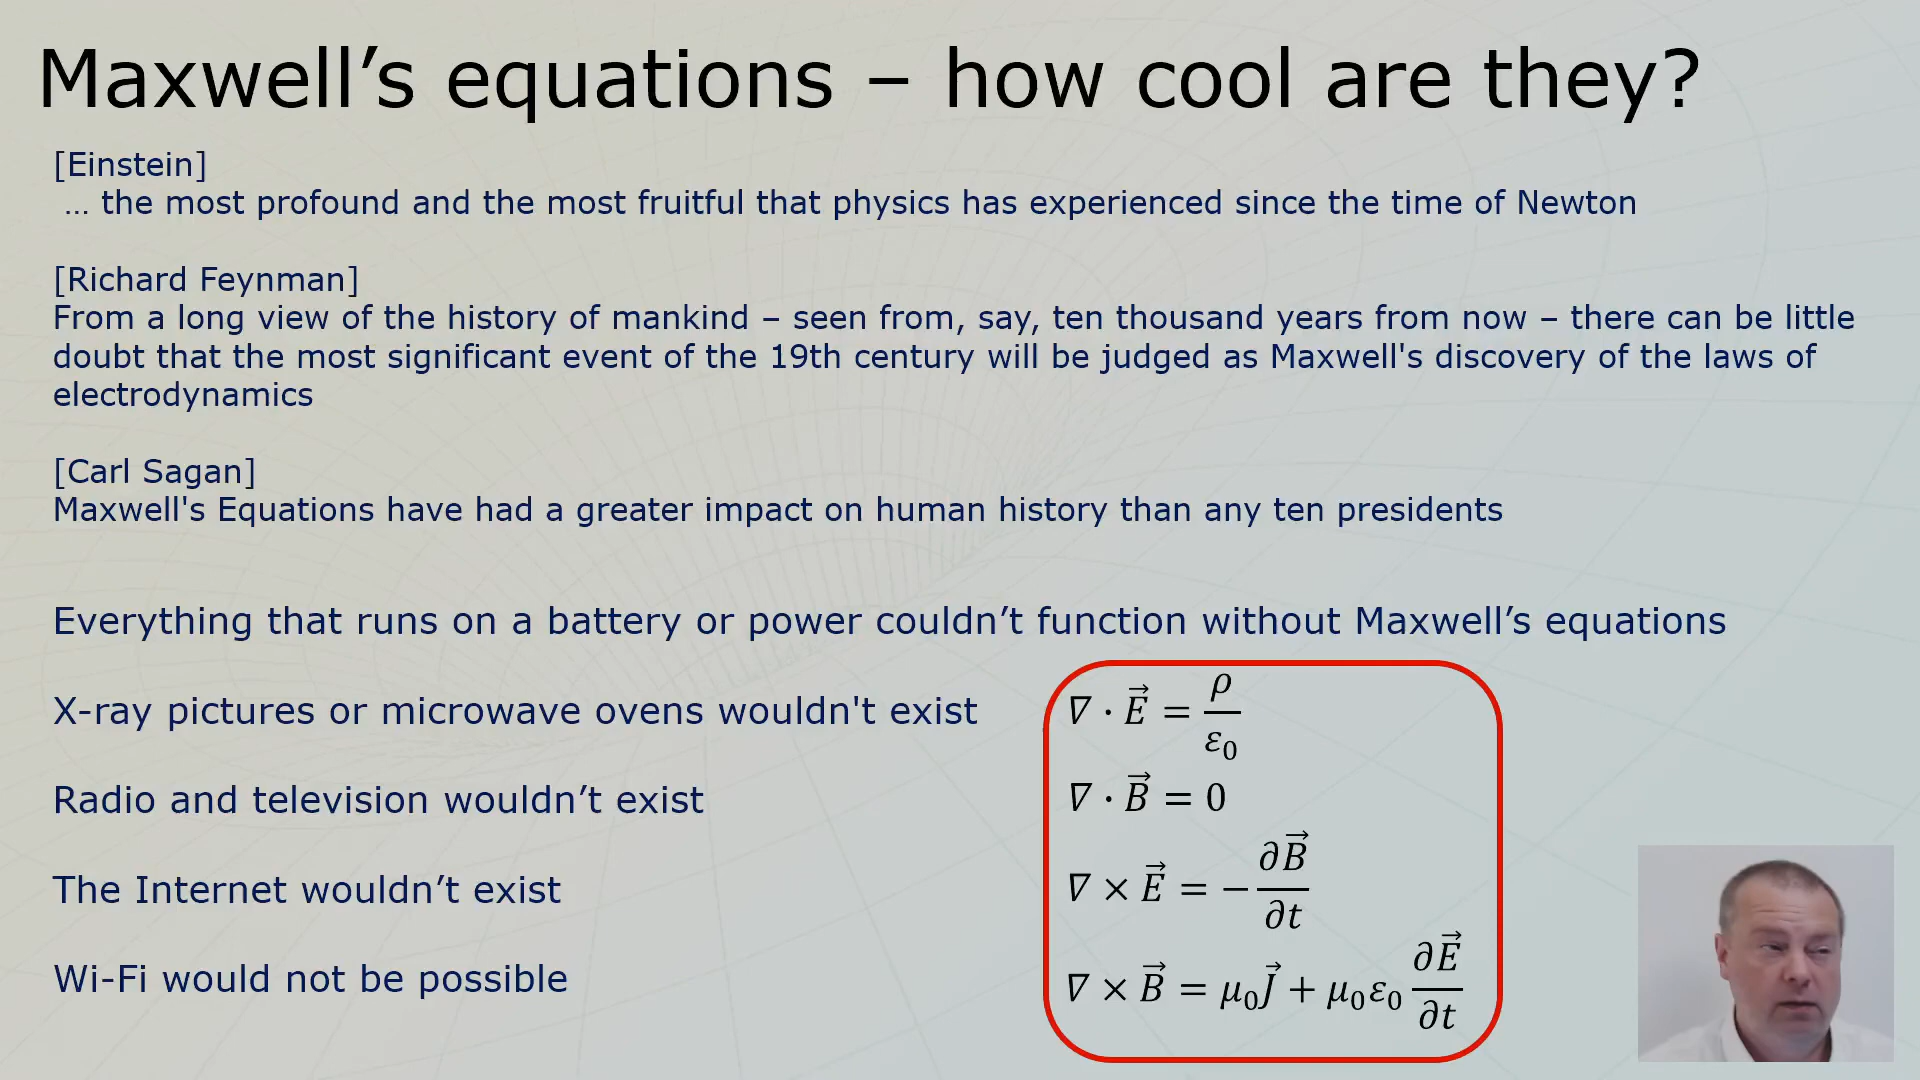 Maxwell’s equations – how cool are they?
[Einstein]
… the most profound and the most fruitful that physics has experienced since the time of Newton
[Richard Feynman]
From a long view of the history of mankind – seen from, say, ten thousand years from now – there can be little
doubt that the most significant event of the 19th century will be judged as Maxwell's discovery of the laws of
electrodynamics
[Carl Sagan]
Maxwell's Equations have had a greater impact on human history than any ten presidents
Everything that runs on a battery or power couldn’t function without Maxwell’s equations
X-ray pictures or microwave ovens wouldn't exist
Radio and television wouldn’t exist
The Internet wouldn’t exist
Wi-Fi would not be possible
∇ · E⃗ = ρ/ε₀
∇ · B⃗ = 0
∇ × E⃗ = −∂B⃗/∂t
∇ × B⃗ = μ₀J⃗ + μ₀ε₀ ∂E⃗/∂t